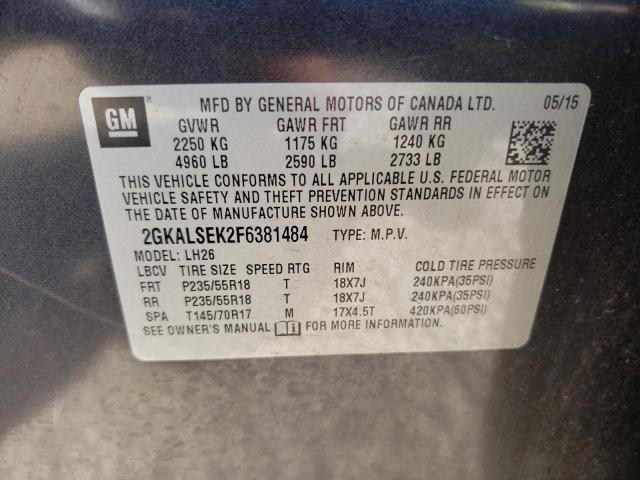 GM ® MFD BY GENERAL MOTORS OF CANADA LTD. 05/15
GVWR GAWR FRT GAWR RR
2250 KG 1175 KG 1240 KG
4960 LB 2590 LB 2733 LB
THIS VEHICLE CONFORMS TO ALL APPLICABLE U.S. FEDERAL MOTOR
VEHICLE SAFETY AND THEFT PREVENTION STANDARDS IN EFFECT ON
THE DATE OF MANUFACTURE SHOWN ABOVE.
2GKALSEK2F6381484 TYPE: M.P.V.
MODEL: LH26
LBCV TIRE SIZE SPEED RTG RIM COLD TIRE PRESSURE
FRT P235/55R18 T 18X7J 240KPA(35PSI)
RR P235/55R18 T 18X7J 240KPA(35PSI)
SPA T145/70R17 M 17X4.5T 420KPA(60PSI)
SEE OWNER'S MANUAL FOR MORE INFORMATION.